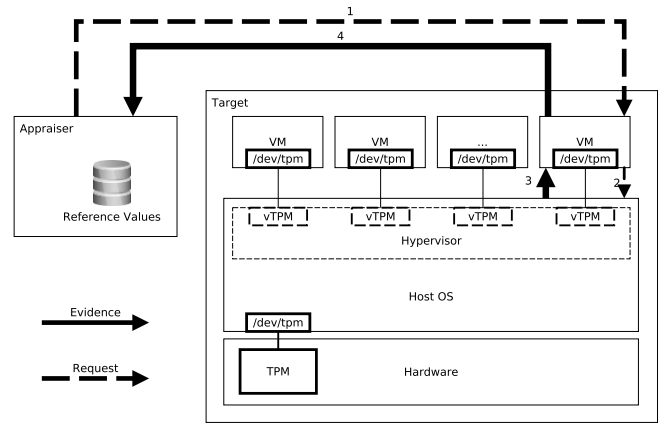 1
4
Target
Appraiser
VM
VM
...
VM
/dev/tpm
/dev/tpm
/dev/tpm
/dev/tpm
3
2
Reference Values
vTPM
vTPM
vTPM
vTPM
Hypervisor
Host OS
Evidence
/dev/tpm
Request
TPM
Hardware